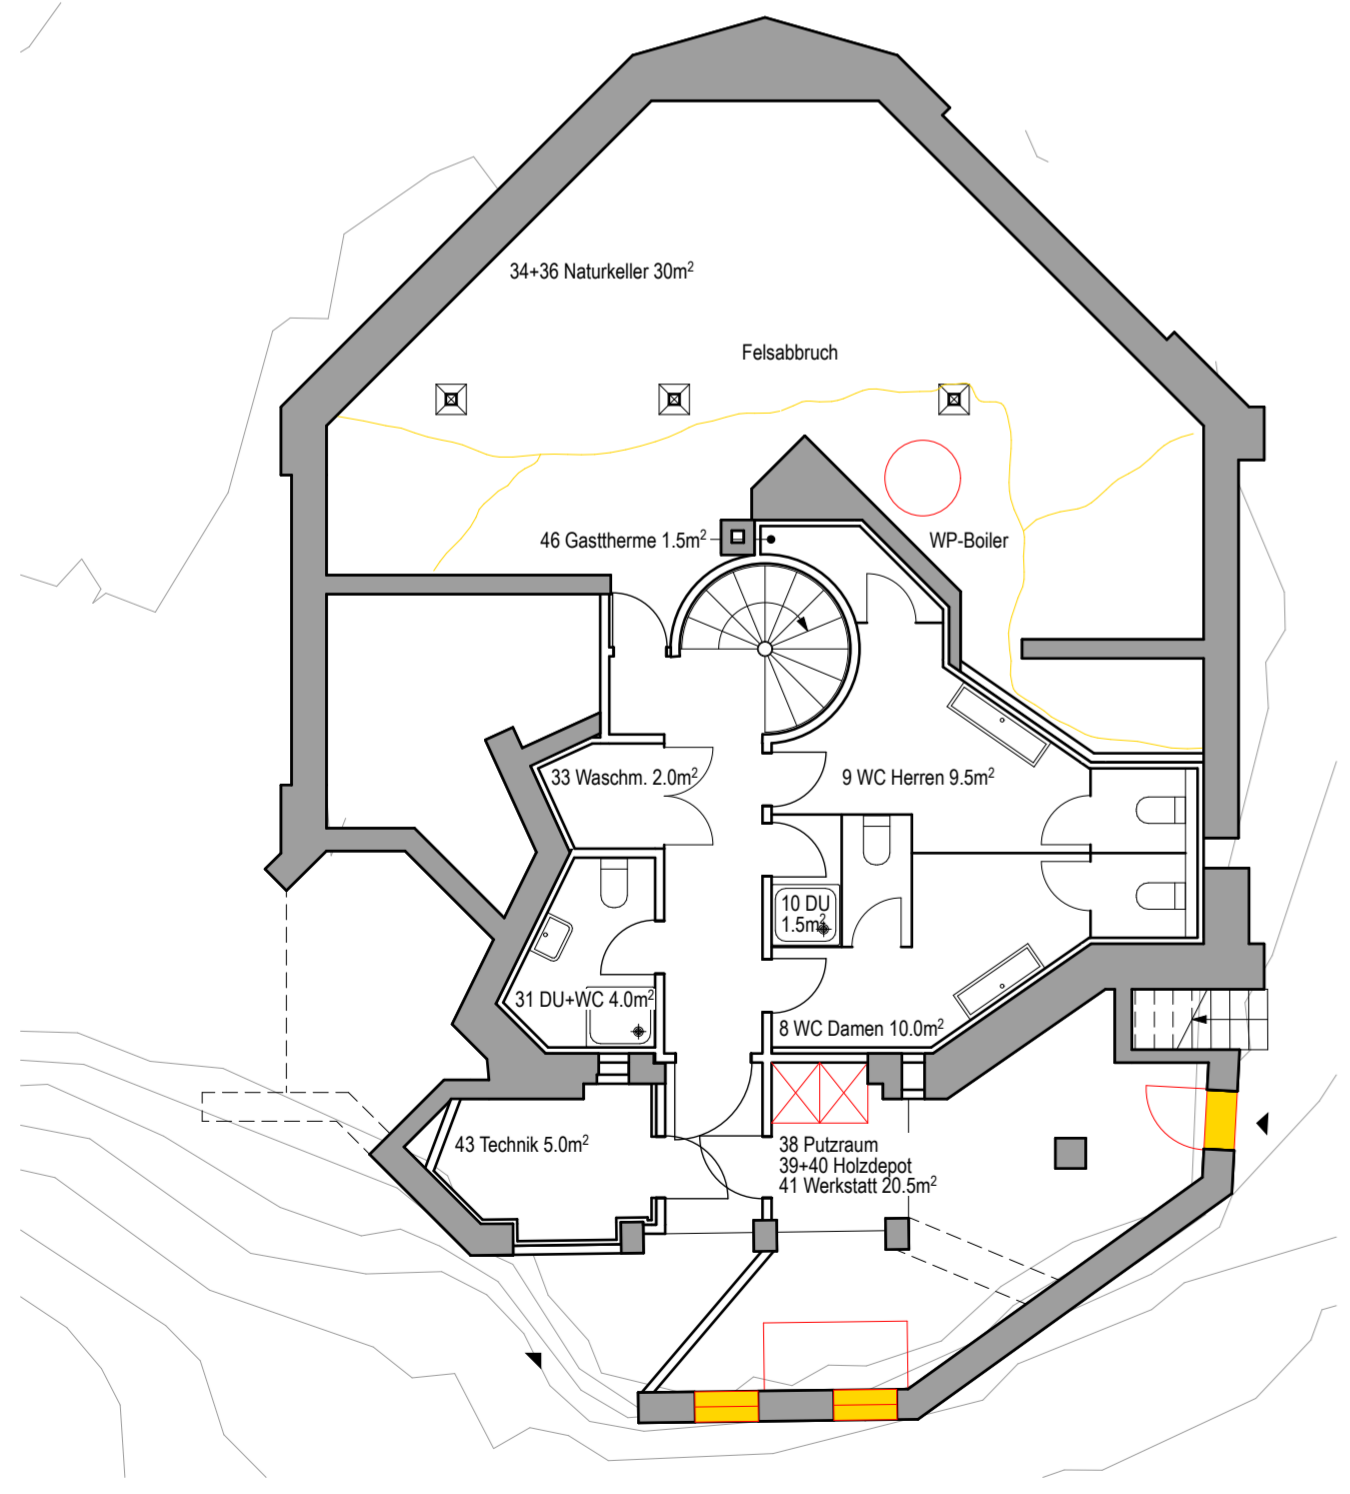 34+36 Naturkeller 30m²
Felsabbruch
46 Gasttherme 1.5m²
WP-Boiler
33 Waschm. 2.0m²
9 WC Herren 9.5m²
10 DU
1.5m²
31 DU+WC 4.0m²
8 WC Damen 10.0m²
43 Technik 5.0m²
38 Putzraum
39+40 Holzdepot
41 Werkstatt 20.5m²